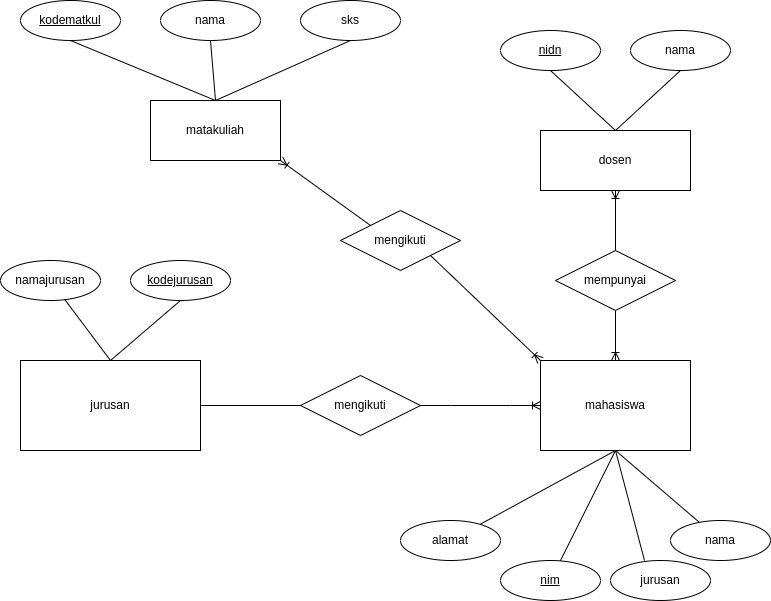 kodematkul
nama
sks
nidn
nama
matakuliah
dosen
mengikuti
namajurusan
kodejurusan
mempunyai
jurusan
mengikuti
mahasiswa
alamat
nama
nim
jurusan